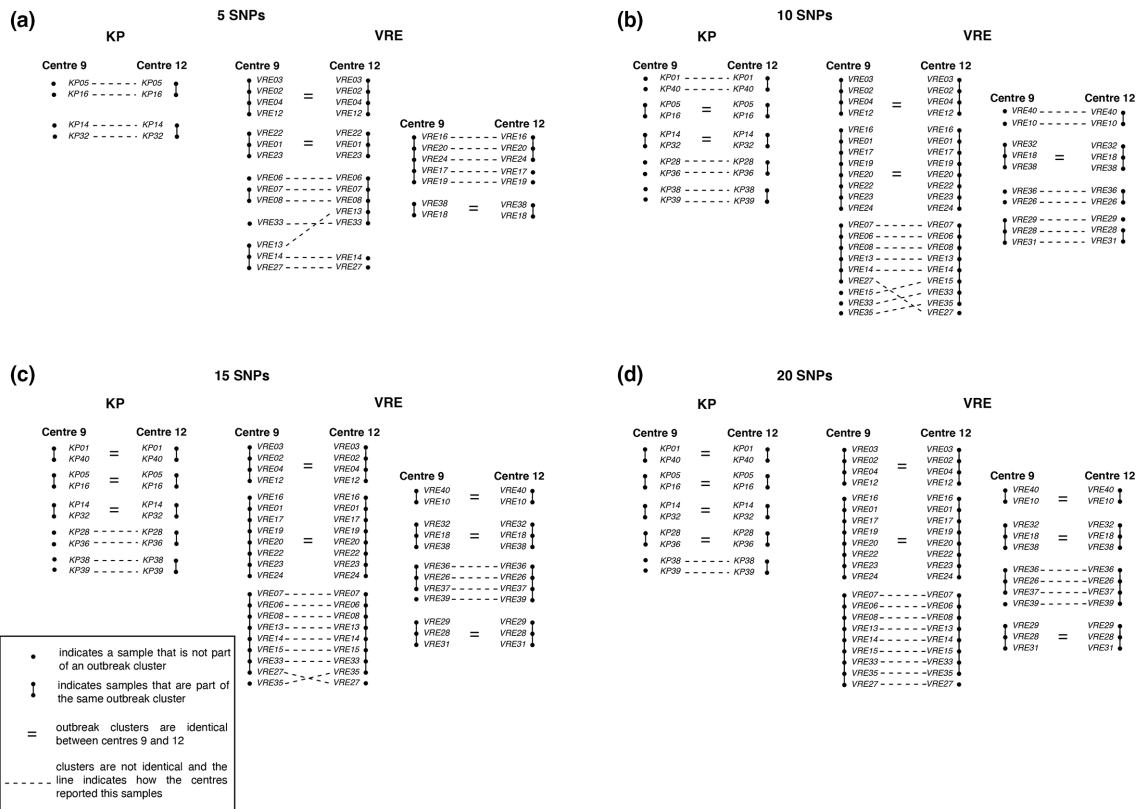 (a)
5 SNPs
KP
VRE
Centre 9
Centre 12
KP05 KP05
KP16 KP16
KP14 KP14
KP32 KP32
Centre 9
Centre 12
VRE03 VRE03
VRE02 VRE02
=
VRE04 VRE04
VRE12 VRE12
VRE22 VRE22
VRE01 = VRE01
VRE23 VRE23
VRE06 VRE06
VRE07 VRE07
VRE08 VRE08
VRE13
VRE33 VRE33
VRE13
VRE14 VRE14
VRE27 VRE27
Centre 9
Centre 12
VRE16 VRE16
VRE20 VRE20
VRE24 VRE24
VRE17 VRE17
VRE19 VRE19
VRE38 = VRE38
VRE18 VRE18
(b)
10 SNPs
KP
VRE
Centre 9
Centre 12
KP01 KP01
KP40 KP40
KP05 = KP05
KP16 KP16
KP14 = KP14
KP32 KP32
KP28 KP28
KP36 KP36
KP38 KP38
KP39 KP39
Centre 9
Centre 12
VRE03 VRE03
VRE02 VRE02
VRE04 = VRE04
VRE12 VRE12
VRE16 VRE16
VRE01 VRE01
VRE17 VRE17
VRE19 VRE19
VRE20 = VRE20
VRE22 VRE22
VRE23 VRE23
VRE24 VRE24
VRE07 VRE07
VRE06 VRE06
VRE08 VRE08
VRE13 VRE13
VRE14 VRE14
VRE27 VRE15
VRE15 VRE33
VRE33 VRE35
VRE35 VRE27
Centre 9
Centre 12
VRE40 VRE40
VRE10 VRE10
VRE32 VRE32
VRE18 = VRE18
VRE38 VRE38
VRE36 VRE36
VRE26 VRE26
VRE29 VRE29
VRE28 VRE28
VRE31 VRE31
(c)
15 SNPs
KP
VRE
Centre 9
Centre 12
KP01 = KP01
KP40 KP40
KP05 = KP05
KP16 KP16
KP14 = KP14
KP32 KP32
KP28 KP28
KP36 KP36
KP38 KP38
KP39 KP39
Centre 9
Centre 12
VRE03 VRE03
VRE02 VRE02
VRE04 = VRE04
VRE12 VRE12
VRE16 VRE16
VRE01 VRE01
VRE17 VRE17
VRE19 VRE19
VRE20 = VRE20
VRE22 VRE22
VRE23 VRE23
VRE24 VRE24
VRE07 VRE07
VRE06 VRE06
VRE08 VRE08
VRE13 VRE13
VRE14 VRE14
VRE15 VRE15
VRE33 VRE33
VRE27 VRE35
VRE35 VRE27
Centre 9
Centre 12
VRE40 = VRE40
VRE10 VRE10
VRE32 VRE32
VRE18 = VRE18
VRE38 VRE38
VRE36 VRE36
VRE26 VRE26
VRE37 VRE37
VRE39 VRE39
VRE29 VRE29
VRE28 = VRE28
VRE31 VRE31
(d)
20 SNPs
KP
VRE
Centre 9
Centre 12
KP01 = KP01
KP40 KP40
KP05 = KP05
KP16 KP16
KP14 = KP14
KP32 KP32
KP28 = KP28
KP36 KP36
KP38 KP38
KP39 KP39
Centre 9
Centre 12
VRE03 VRE03
VRE02 VRE02
VRE04 = VRE04
VRE12 VRE12
VRE16 VRE16
VRE01 VRE01
VRE17 VRE17
VRE19 VRE19
VRE20 = VRE20
VRE22 VRE22
VRE23 VRE23
VRE24 VRE24
VRE07 VRE07
VRE06 VRE06
VRE08 VRE08
VRE13 VRE13
VRE14 VRE14
VRE15 VRE15
VRE33 VRE33
VRE35 VRE35
VRE27 VRE27
Centre 9
Centre 12
VRE40 = VRE40
VRE10 VRE10
VRE32 VRE32
VRE18 = VRE18
VRE38 VRE38
VRE36 VRE36
VRE26 VRE26
VRE37 VRE37
VRE39 VRE39
VRE29 VRE29
VRE28 = VRE28
VRE31 VRE31
indicates a sample that is not part
of an outbreak cluster
indicates samples that are part of
the same outbreak cluster
= outbreak clusters are identical
between centres 9 and 12
clusters are not identical and the
line indicates how the centres
reported this samples